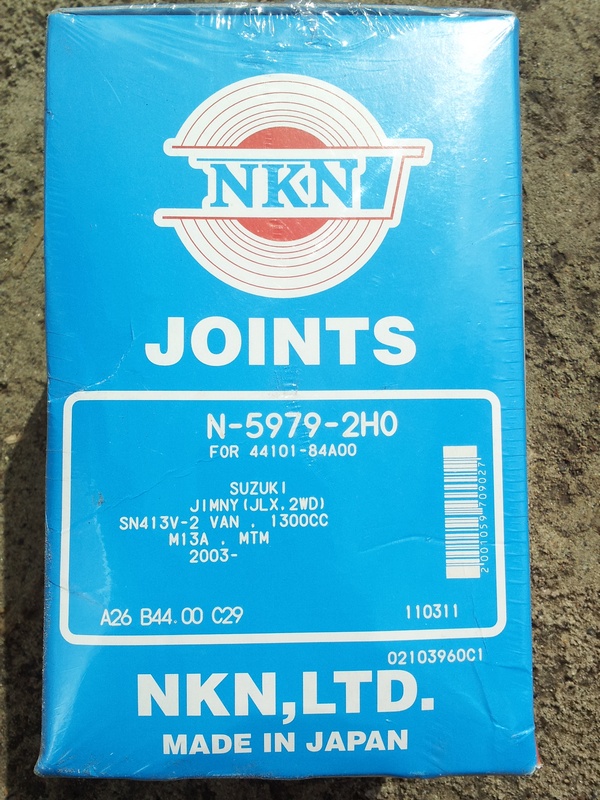 NKN
JOINTS
N-5979-2H0
FOR 44101-84A00
SUZUKI
JIMNY(JLX,2WD)
SN413V-2 VAN , 1300CC
M13A , MTM
2003-
2001059709027
A26 B44.00 C29
110311
02103960C1
NKN,LTD.
MADE IN JAPAN